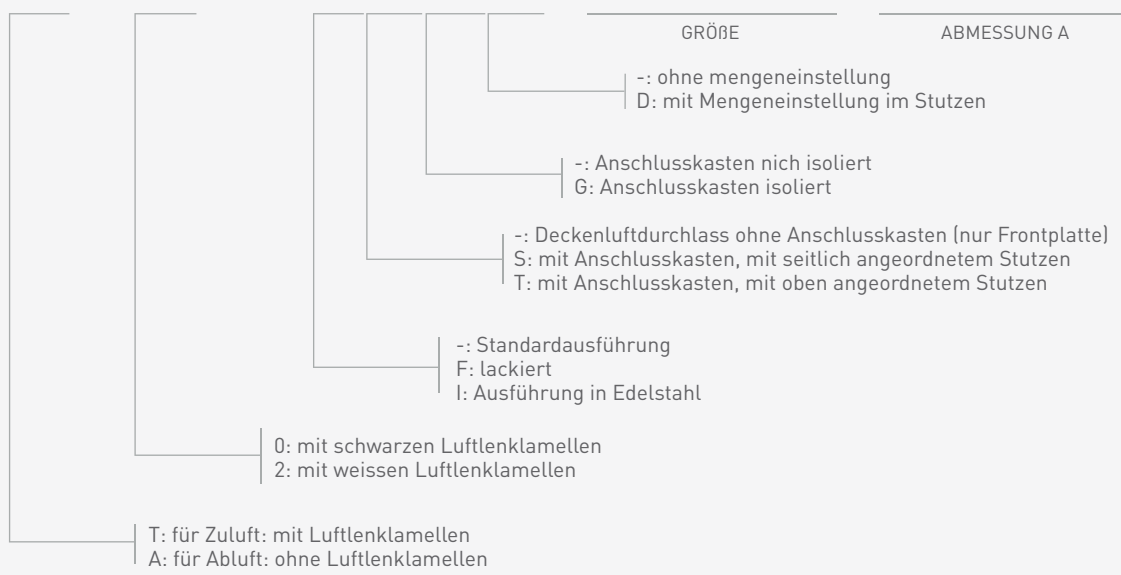 GRÖßE
ABMESSUNG A
-: ohne mengeneinstellung
D: mit Mengeneinstellung im Stutzen
-: Anschlusskasten nich isoliert
G: Anschlusskasten isoliert
-: Deckenluftdurchlass ohne Anschlusskasten (nur Frontplatte)
S: mit Anschlusskasten, mit seitlich angeordnetem Stutzen
T: mit Anschlusskasten, mit oben angeordnetem Stutzen
-: Standardausführung
F: lackiert
I: Ausführung in Edelstahl
0: mit schwarzen Luftlenklamellen
2: mit weissen Luftlenklamellen
T: für Zuluft: mit Luftlenklamellen
A: für Abluft: ohne Luftlenklamellen